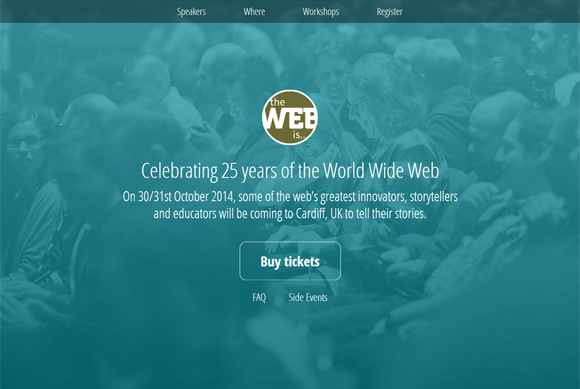 Speakers Where Workshops Register
the
WEB
is...
Celebrating 25 years of the World Wide Web
On 30/31st October 2014, some of the web's greatest innovators, storytellers
and educators will be coming to Cardiff, UK to tell their stories.
Buy tickets
FAQ Side Events